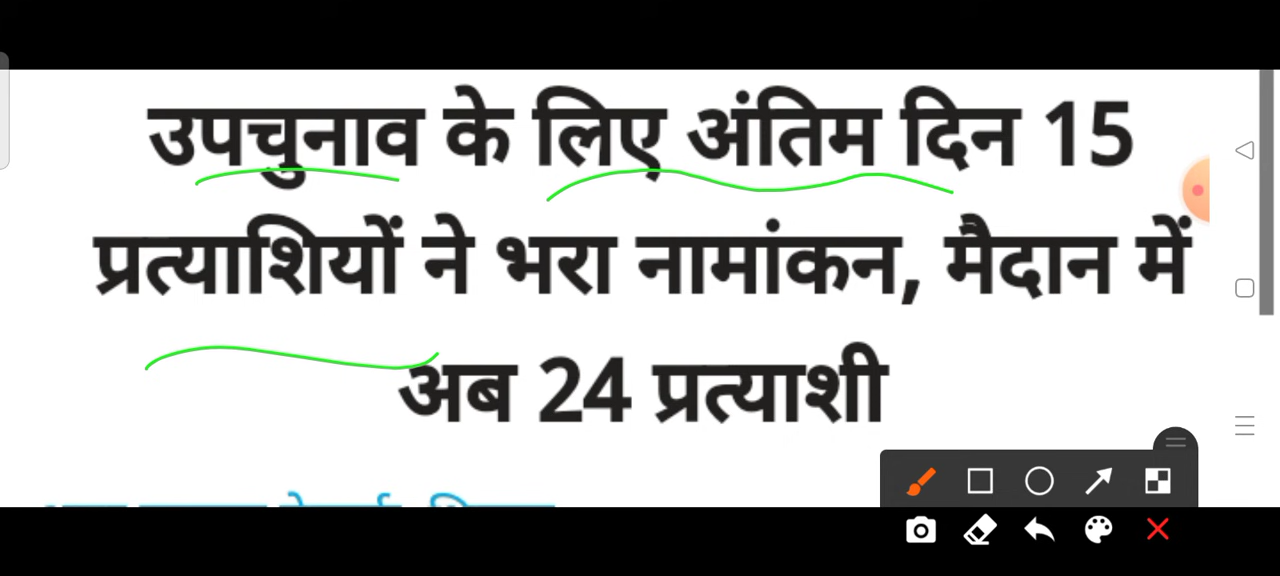 उपचुनाव के लिए अंतिम दिन 15
प्रत्याशियों ने भरा नामांकन, मैदान में
अब 24 प्रत्याशी